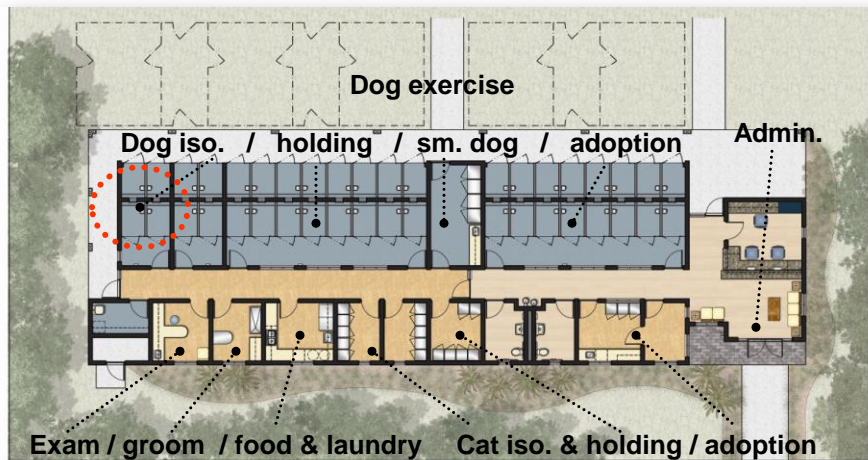 Dog exercise
Dog iso. / holding / sm. dog / adoption
Admin.
Exam / groom / food & laundry
Cat iso. & holding / adoption